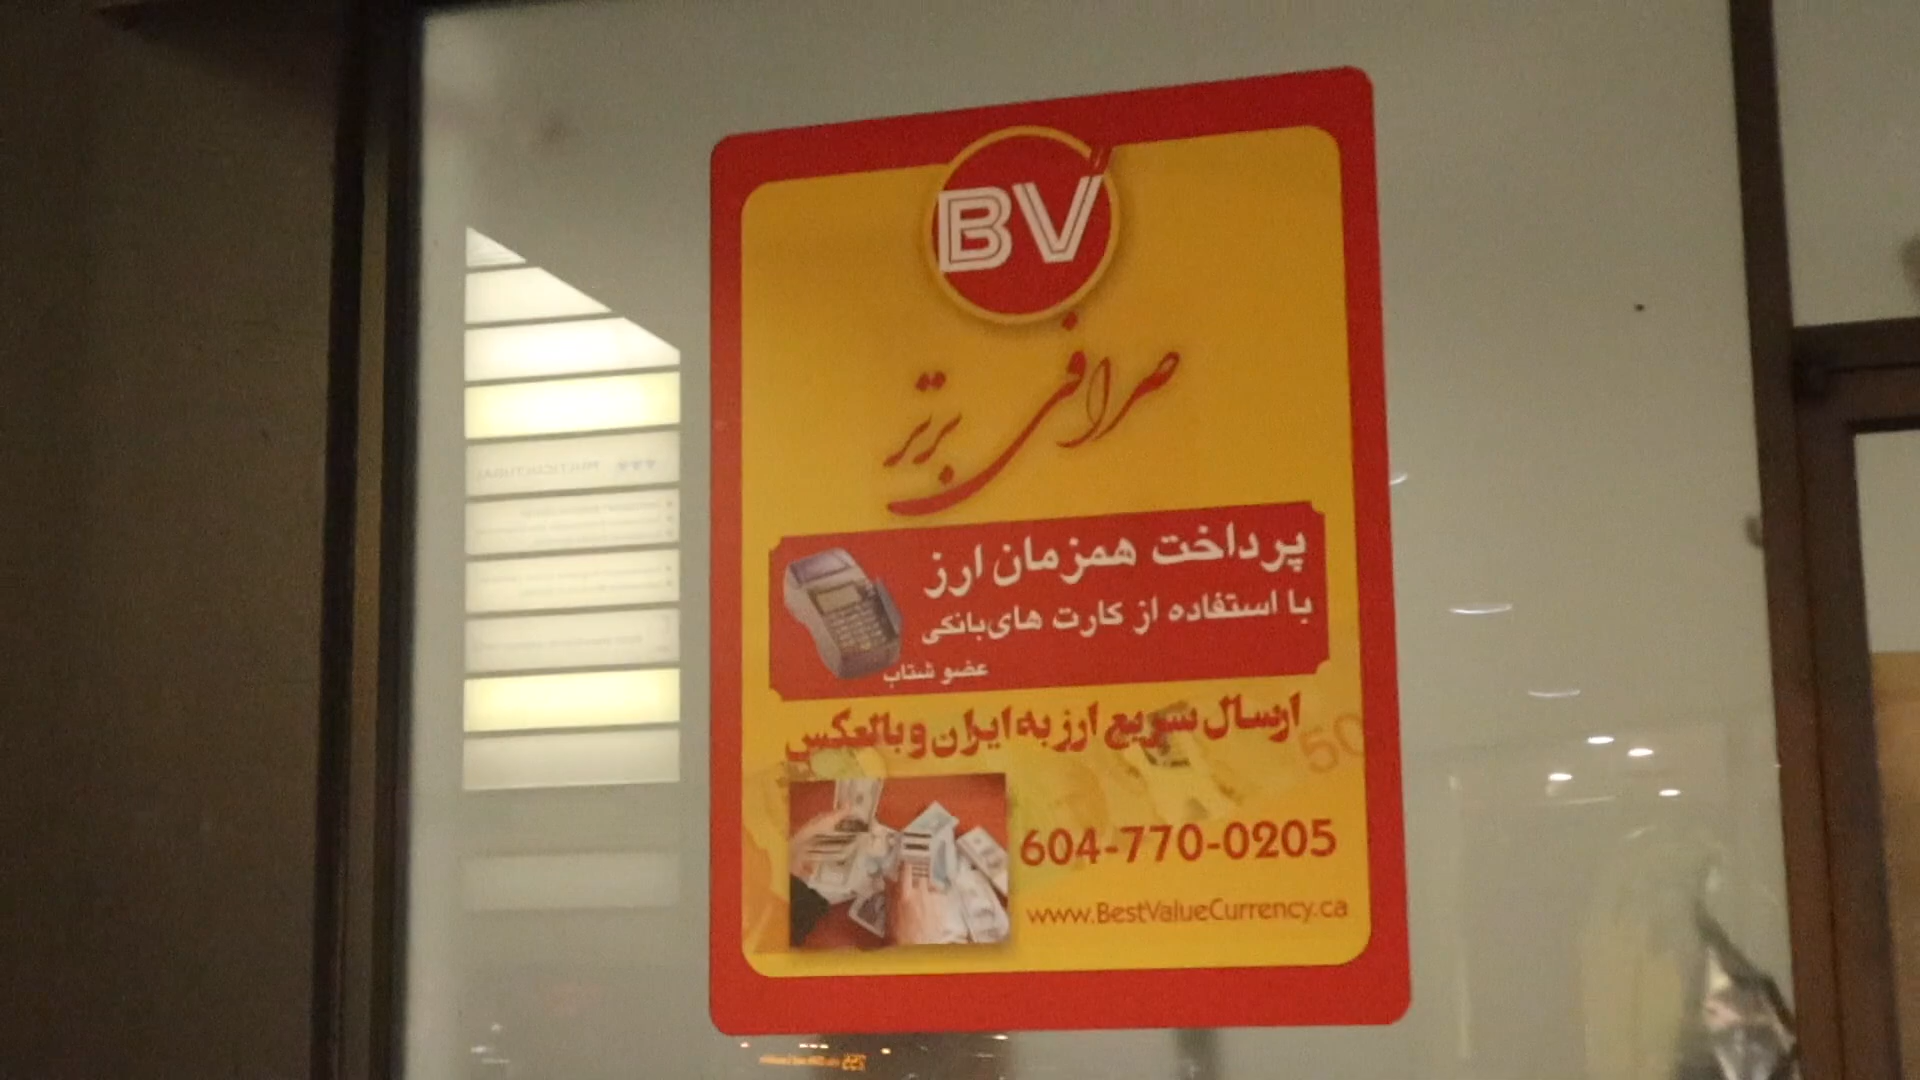 BV
صرافی برتر
پرداخت همزمان ارز
با استفاده از کارت های بانکی
عضو شتاب
ارسال سریع ارز به ایران و بالعکس
50
604-770-0205
www.BestValueCurrency.ca